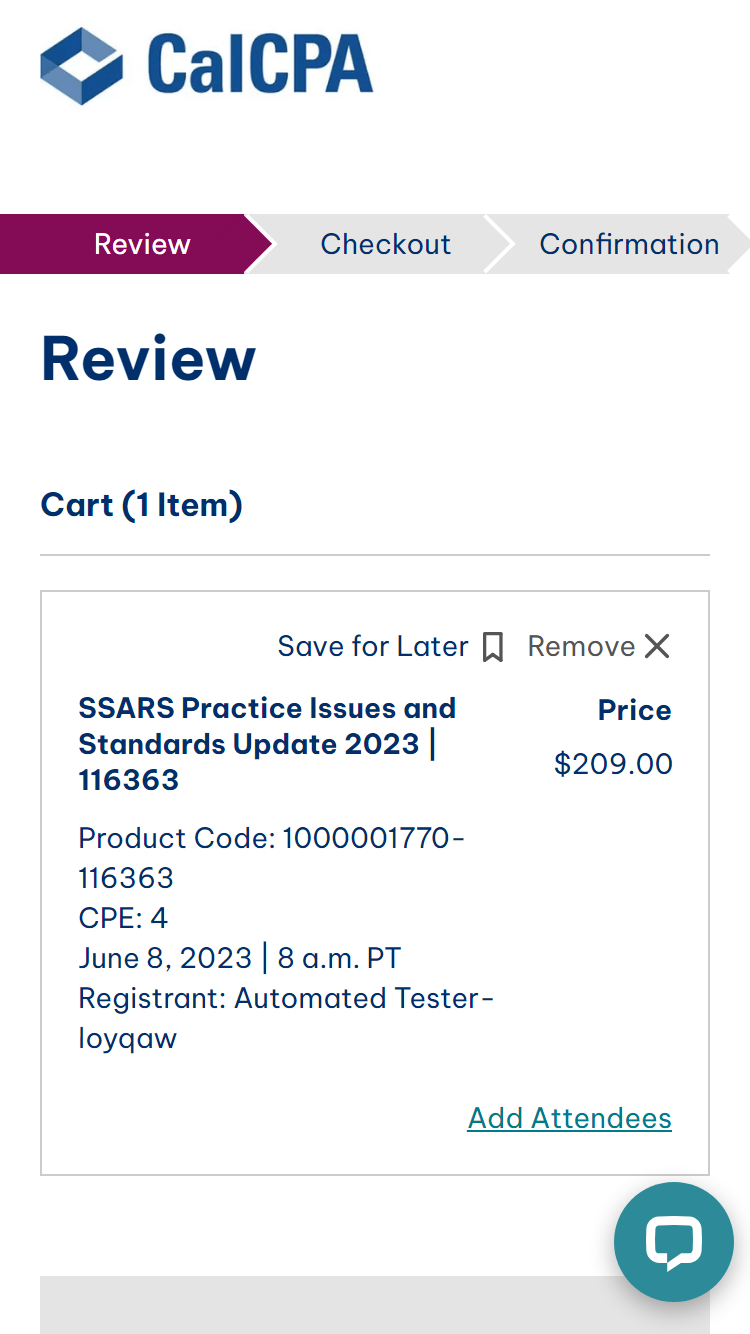 CalCPA
Review
Checkout
Confirmation
Review
Cart (1 Item)
Save for Later
Remove
SSARS Practice Issues and
Standards Update 2023 |
116363
Price
$209.00
Product Code: 1000001770-
116363
CPE: 4
June 8, 2023 | 8 a.m. PT
Registrant: Automated Tester-
loyqaw
Add Attendees